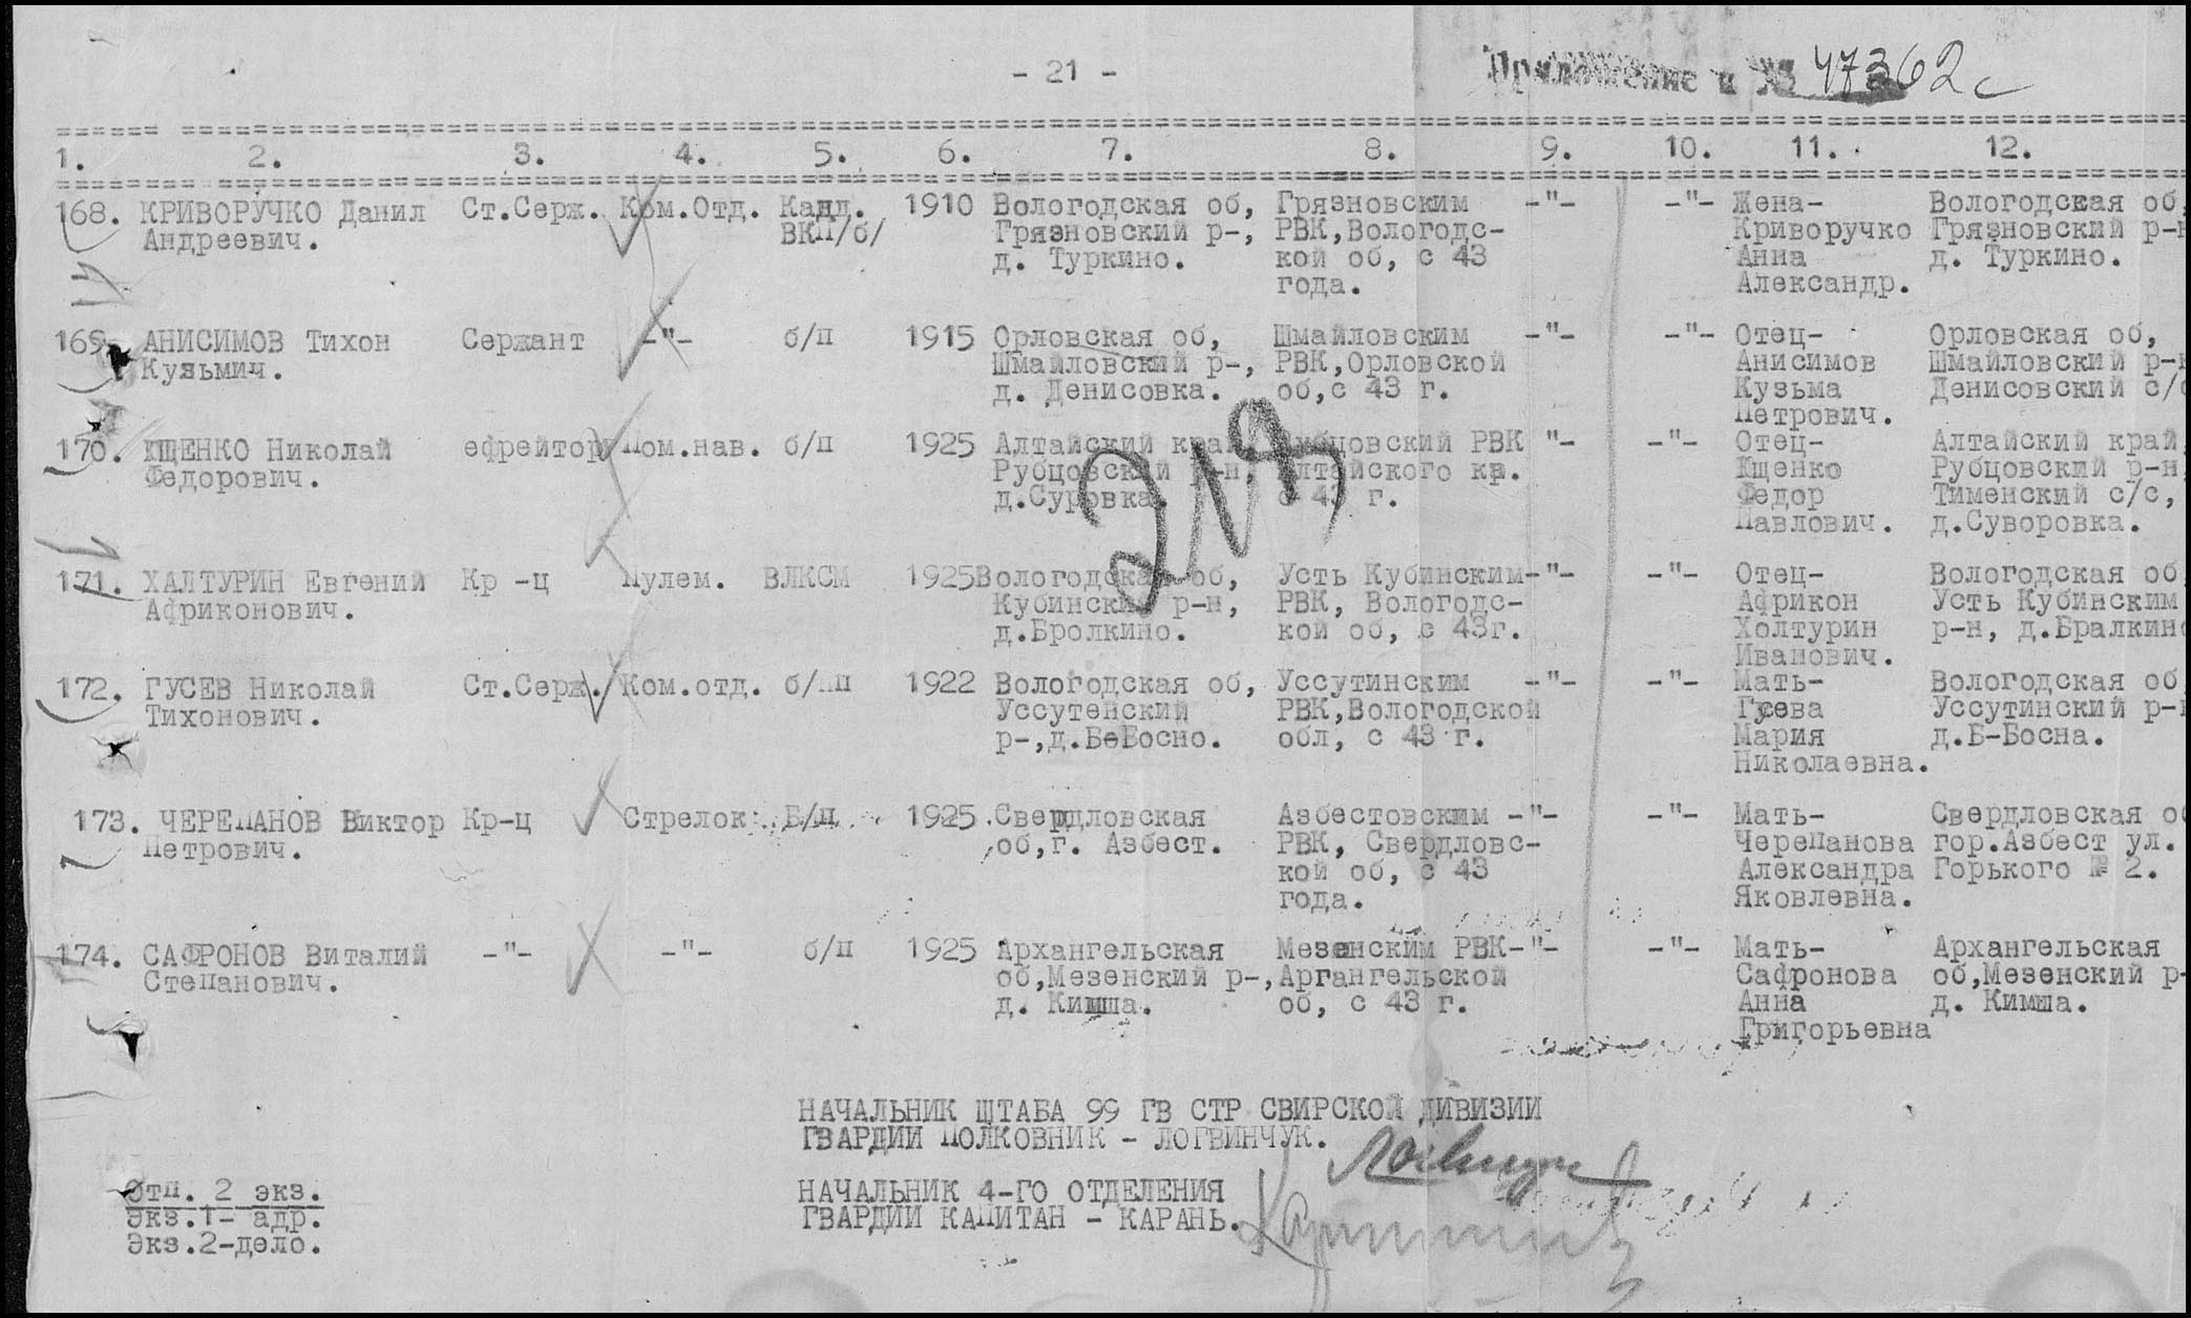 - 21 -
Приложение к № 47362с
1. 2. 3. 4. 5. 6. 7. 8. 9. 10. 11. 12.
168. КРИВОРУЧКО Данил Ст.Серж. Ком.Отд. Канд. 1910 Вологодская об, Грязновским -"- -"- Жена- Вологодская об,
Андреевич. ВКП/б/ Грязновский р-, РВК,Вологодс- Криворучко Грязновский р-н
д. Туркино. кой об, с 43 Анна д. Туркино.
года. Александр.
169. АНИСИМОВ Тихон Сержант -"- б/п 1915 Орловская об, Шмайловским -"- -"- Отец- Орловская об,
Кузьмич. Шмайловский р-, РВК,Орловской Анисимов Шмайловский р-н
д. Денисовка. об,с 43 г. Кузьма Денисовский с/с
Петрович.
170. ЮЩЕНКО Николай ефрейтор Пом.нав. б/п 1925 Алтайский край Рубцовский РВК "- -"- Отец- Алтайский край
Федорович. Рубцовский р-н, Алтайского кр. Ющенко Рубцовский р-н
д.Суровка. с 43 г. Федор Тименский с/с,
Павлович. д.Суворовка.
171. ХАЛТУРИН Евгений Кр -ц Пулем. ВЛКСМ 1925 Вологодская об, Усть Кубинским -"- -"- Отец- Вологодская об
Африконович. Кубинский р-н, РВК, Вологодс- Африкон Усть Кубинским
д.Бролкино. кой об, с 43г. Холтурин р-н, д.Бралкино
Иванович.
172. ГУСЕВ Николай Ст.Серж. Ком.отд. б/пп 1922 Вологодская об, Уссутинским -"- -"- Мать- Вологодская об
Тихонович. Уссутенский РВК,Вологодской Гусева Уссутинский р-н
р-,д.БеБосно. обл, с 43 г. Мария д.Б-Босна.
Николаевна.
173. ЧЕРЕПАНОВ Виктор Кр-ц Стрелок Б/п 1925 Свердловская Азбестовским -"- -"- Мать- Свердловская об
Петрович. об,г. Азбест. РВК, Свердловс- Черепанова гор.Азбест ул.
кой об, с 43 Александра Горького № 2.
года. Яковлевна.
174. САФРОНОВ Виталий -"- -"- б/п 1925 Архангельская Мезенским РВК -"- -"- Мать- Архангельская
Степанович. об,Мезенский р-, Аргангельской Сафронова об,Мезенский р-
д. Кимша. об, с 43 г. Анна д. Кимша.
Григорьевна
НАЧАЛЬНИК ШТАБА 99 ГВ СТР СВИРСКОЙ ДИВИЗИИ
ГВАРДИИ ПОЛКОВНИК - ЛОГВИНЧУК.
НАЧАЛЬНИК 4-ГО ОТДЕЛЕНИЯ
ГВАРДИИ КАПИТАН - КАРАНЬ.
Отп. 2 экз.
Экз.1- адр.
Экз.2-дело.